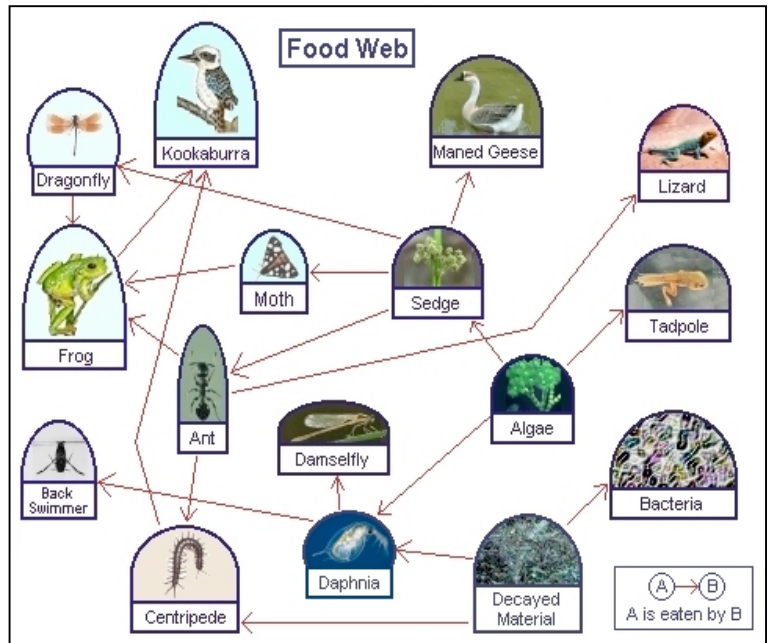 Food Web
Kookaburra
Maned Geese
Dragonfly
Lizard
Moth
Sedge
Tadpole
Frog
Ant
Algae
Damselfly
Back
Swimmer
Bacteria
Daphnia
Decayed
Material
Centripede
A B
A is eaten by B